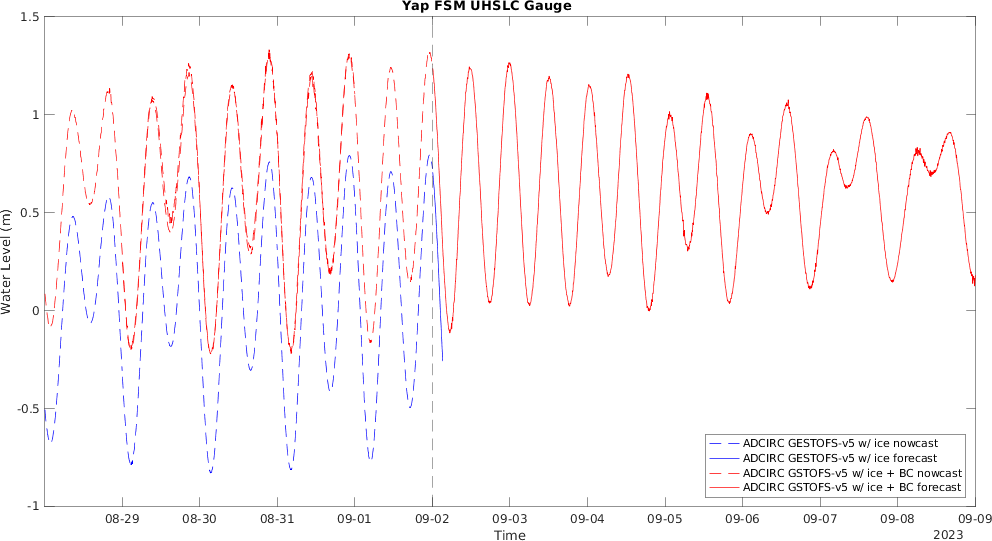 Yap FSM UHSLC Gauge
1.5
1
0.5
0
-0.5
-1
Water Level (m)
ADCIRC GESTOFS-v5 w/ ice nowcast
ADCIRC GESTOFS-v5 w/ ice forecast
ADCIRC GSTOFS-v5 w/ ice + BC nowcast
ADCIRC GSTOFS-v5 w/ ice + BC forecast
08-29 08-30 08-31 09-01 09-02 09-03 09-04 09-05 09-06 09-07 09-08 09-09
Time
2023